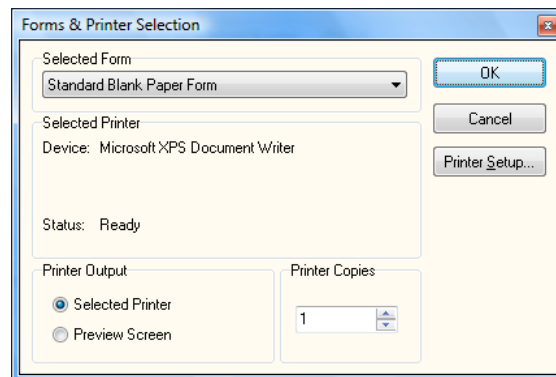 Forms & Printer Selection
Selected Form
Standard Blank Paper Form
OK
Selected Printer
Cancel
Device: Microsoft XPS Document Writer
Printer Setup...
Status: Ready
Printer Output
Printer Copies
Selected Printer
1
Preview Screen